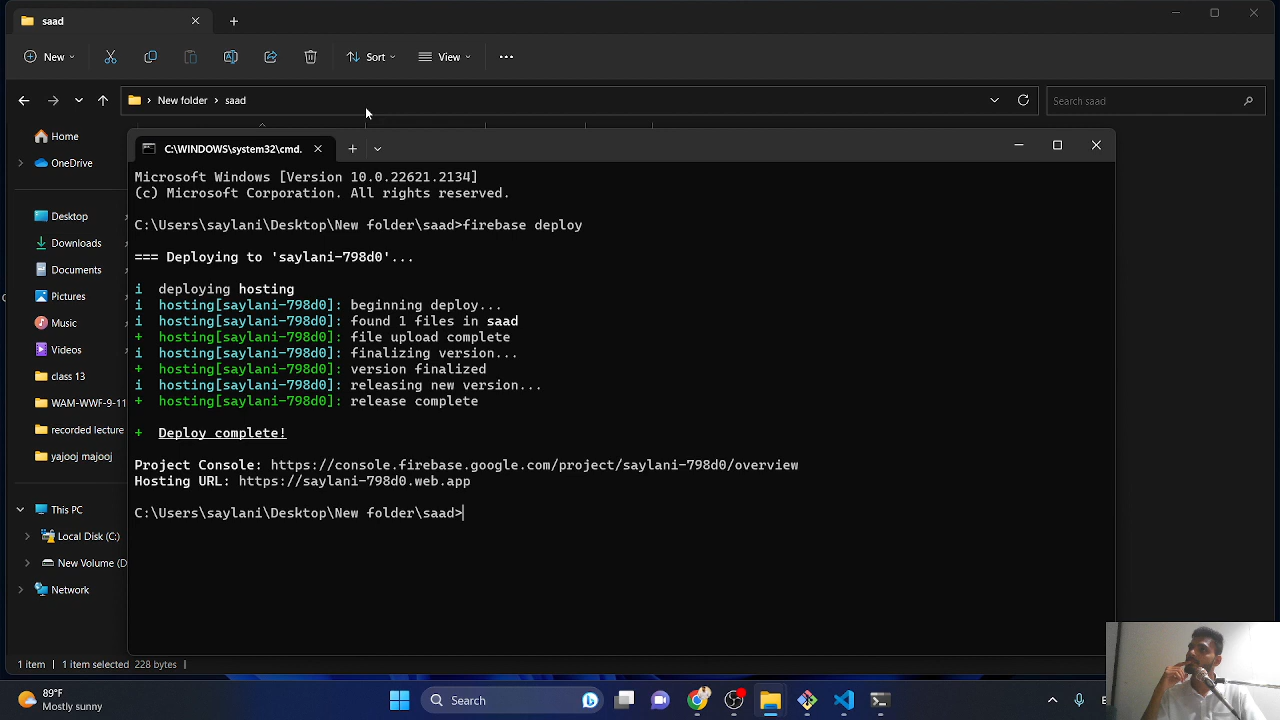 saad
New
Sort
View
New folder
saad
Search saad
Home
OneDrive
Desktop
Downloads
Documents
Pictures
Music
Videos
class 13
WAM-WWF-9-11
recorded lecture
yajooj majooj
This PC
Local Disk (C:)
New Volume (D
Network
C:\WINDOWS\system32\cmd.
Microsoft Windows [Version 10.0.22621.2134]
(c) Microsoft Corporation. All rights reserved.
C:\Users\saylani\Desktop\New folder\saad>firebase deploy
=== Deploying to 'saylani-798d0'...
i deploying hosting
i hosting[saylani-798d0]: beginning deploy...
i hosting[saylani-798d0]: found 1 files in saad
+ hosting[saylani-798d0]: file upload complete
i hosting[saylani-798d0]: finalizing version...
+ hosting[saylani-798d0]: version finalized
i hosting[saylani-798d0]: releasing new version...
+ hosting[saylani-798d0]: release complete
+ Deploy complete!
Project Console: https://console.firebase.google.com/project/saylani-798d0/overview
Hosting URL: https://saylani-798d0.web.app
C:\Users\saylani\Desktop\New folder\saad>
1 item 1 item selected 228 bytes
89°F
Mostly sunny
Search